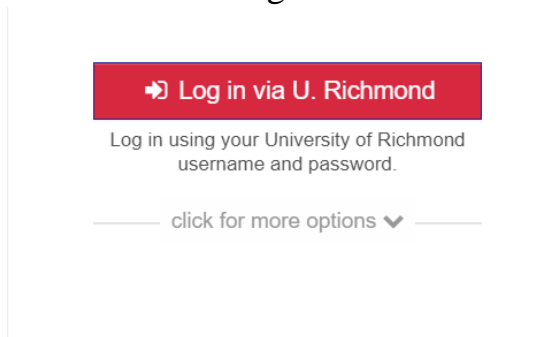 Log in via U. Richmond
Log in using your University of Richmond
username and password.
click for more options